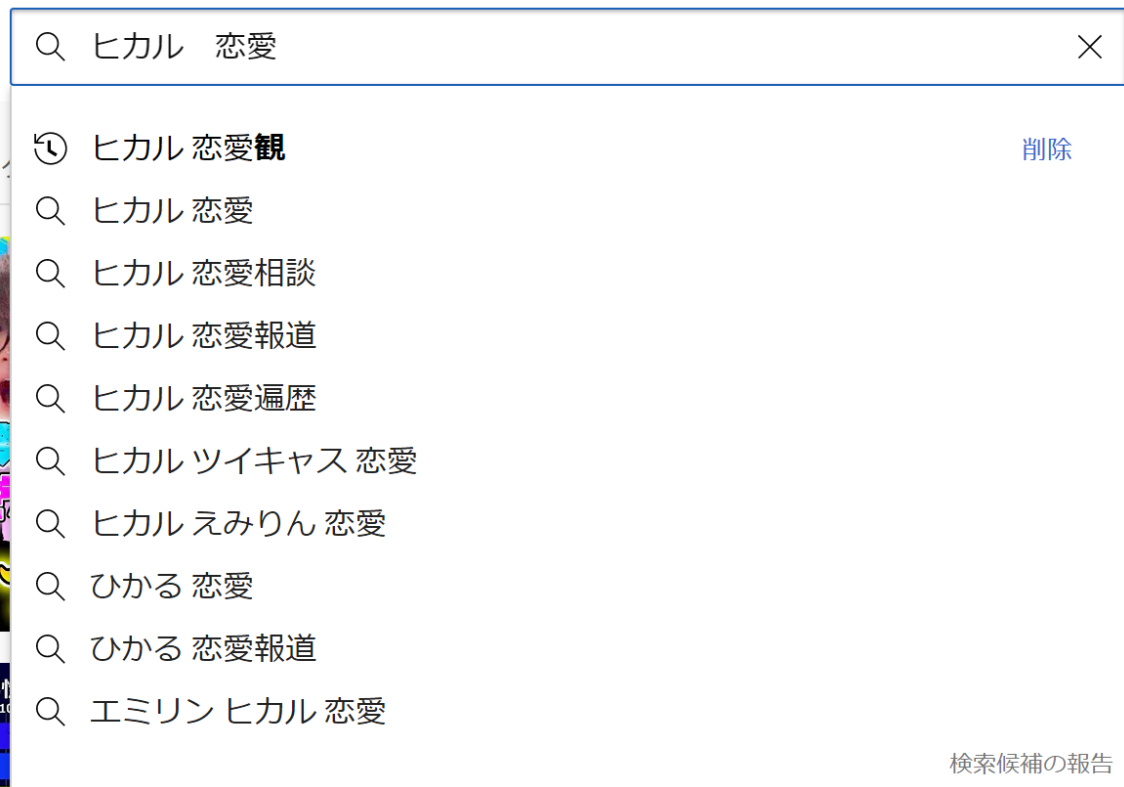 ヒカル　恋愛
ヒカル 恋愛観 削除
ヒカル 恋愛
ヒカル 恋愛相談
ヒカル 恋愛報道
ヒカル 恋愛遍歴
ヒカル ツイキャス 恋愛
ヒカル えみりん 恋愛
ひかる 恋愛
ひかる 恋愛報道
エミリン ヒカル 恋愛
検索候補の報告